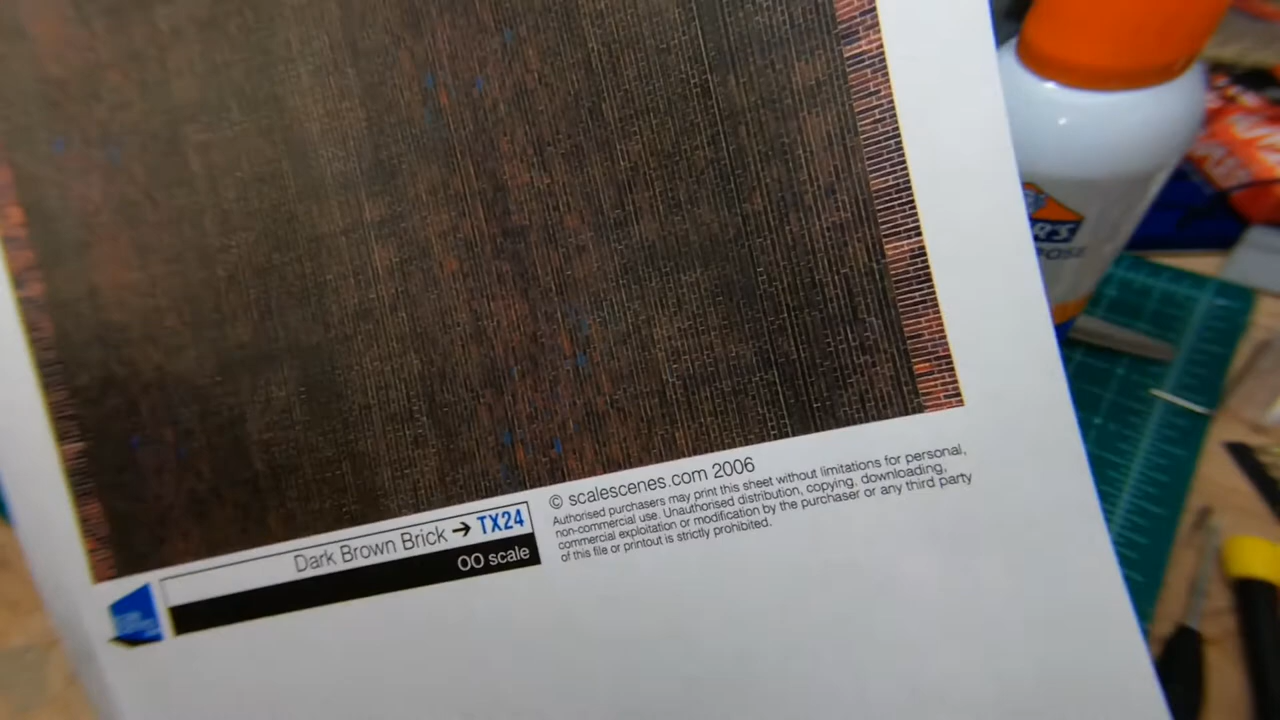 © scalescenes.com 2006
Authorised purchasers may print this sheet without limitations for personal,
non-commercial use. Unauthorised distribution, copying, downloading,
commercial exploitation or modification by the purchaser or any third party
of this file or printout is strictly prohibited.
Dark Brown Brick → TX24
OO scale